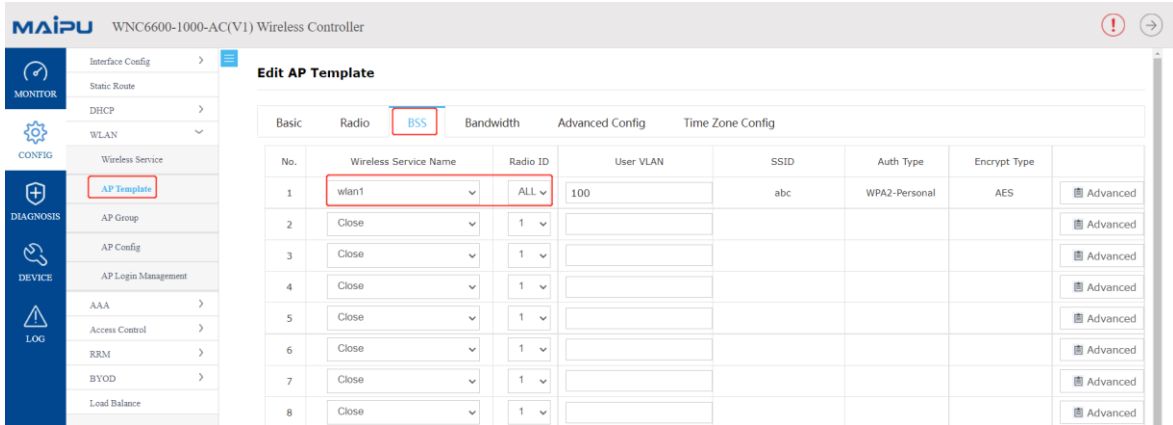 MAIPU WNC6600-1000-AC(V1) Wireless Controller
MONITOR
CONFIG
DIAGNOSIS
DEVICE
LOG
Interface Config
Static Route
DHCP
WLAN
Wireless Service
AP Template
AP Group
AP Config
AP Login Management
AAA
Access Control
RRM
BYOD
Load Balance
Edit AP Template
Basic Radio BSS Bandwidth Advanced Config Time Zone Config
No. Wireless Service Name Radio ID User VLAN SSID Auth Type Encrypt Type
1 wlan1 ALL 100 abc WPA2-Personal AES Advanced
2 Close 1 Advanced
3 Close 1 Advanced
4 Close 1 Advanced
5 Close 1 Advanced
6 Close 1 Advanced
7 Close 1 Advanced
8 Close 1 Advanced